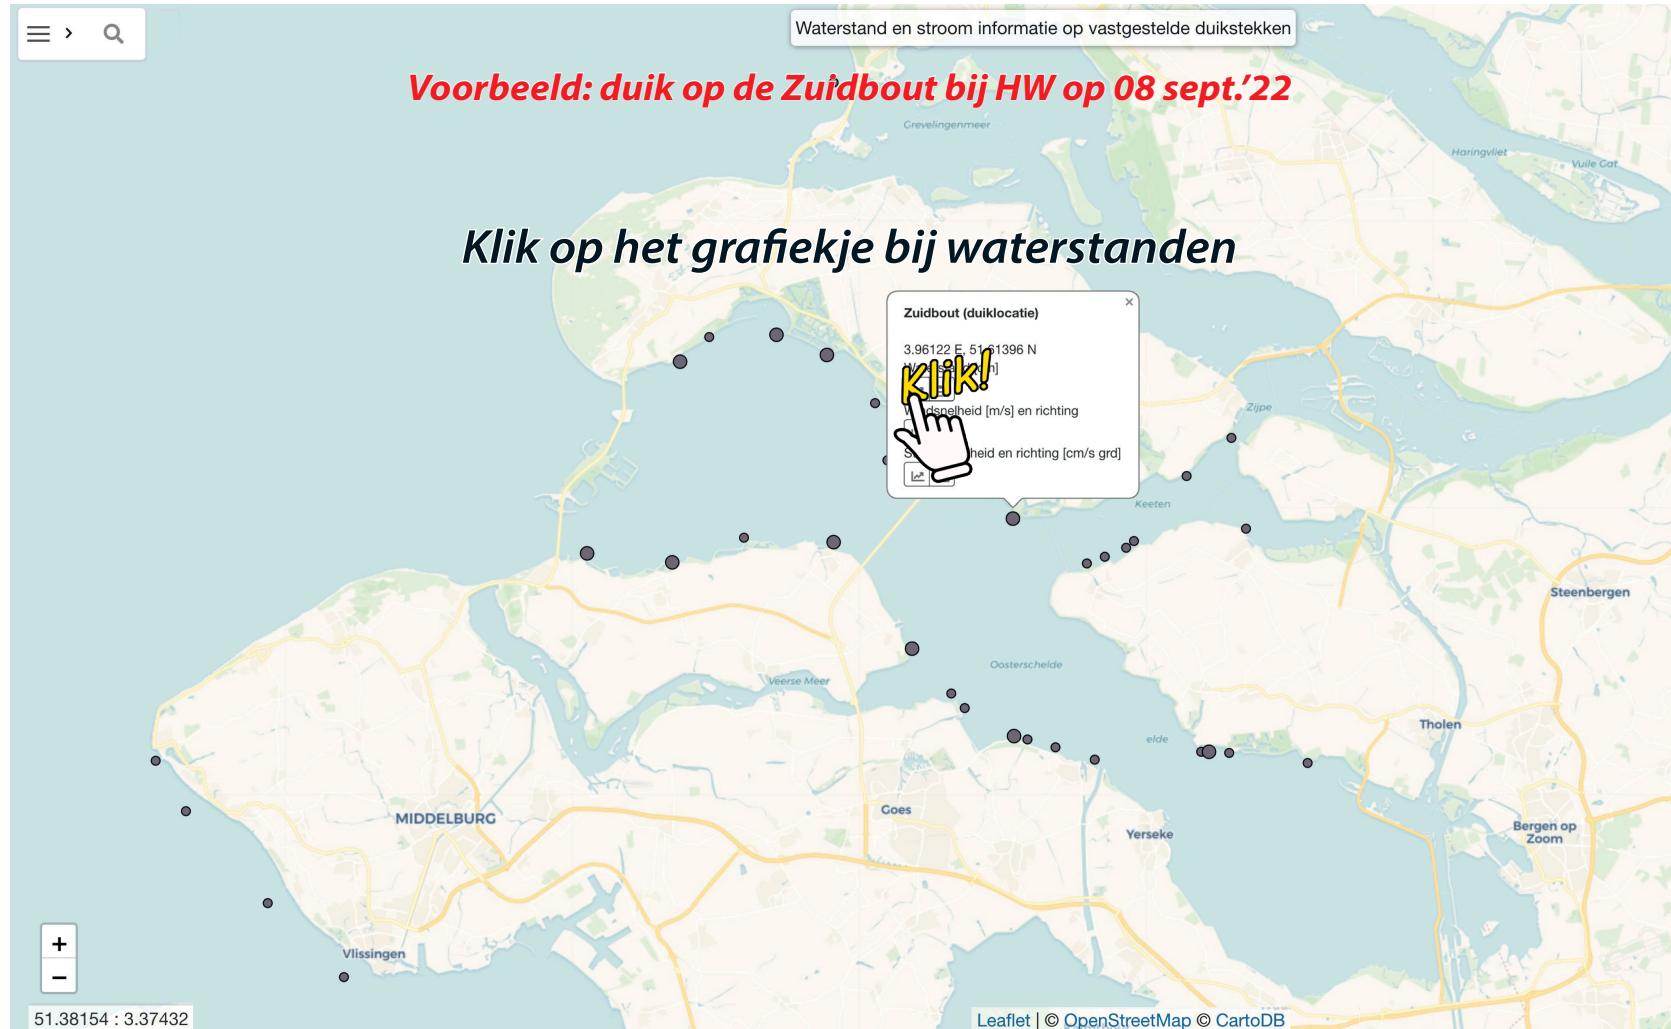 Waterstand en stroom informatie op vastgestelde duikstekken
Voorbeeld: duik op de Zuidbout bij HW op 08 sept.'22
Grevelingenmeer
Haringvliet
Vuile Gat
Klik op het grafiekje bij waterstanden
Zuidbout (duiklocatie)
×
3.96122 E, 51.61396 N
Klik!
en richting
[m/s] en richting [cm/s grd]
Zijpe
Keeten
Steenbergen
Oosterschelde
Veerse Meer
Tholen
elde
Goes
MIDDELBURG
Yerseke
Bergen op
Zoom
Vlissingen
+
−
51.38154 : 3.37432
Leaflet | © OpenStreetMap © CartoDB